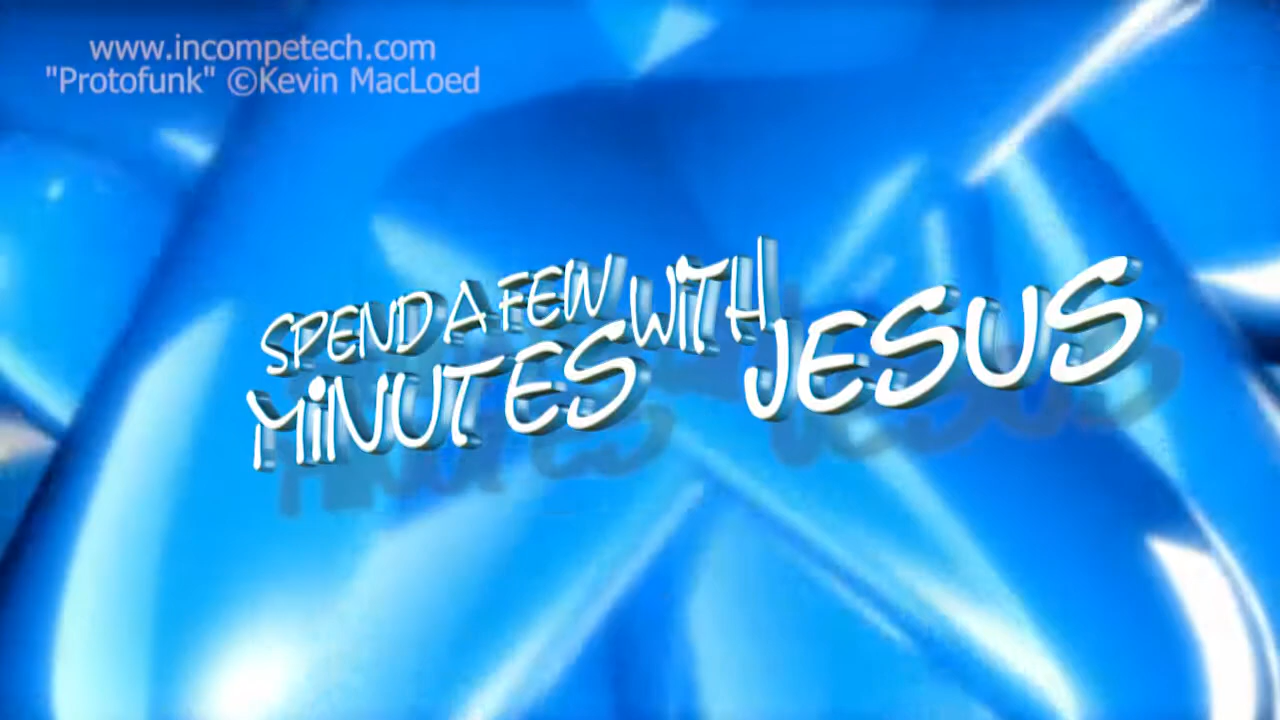 www.incompetech.com
"Protofunk" ©Kevin MacLoed
SPEND A FEW
MiNUTES WiTH JESUS